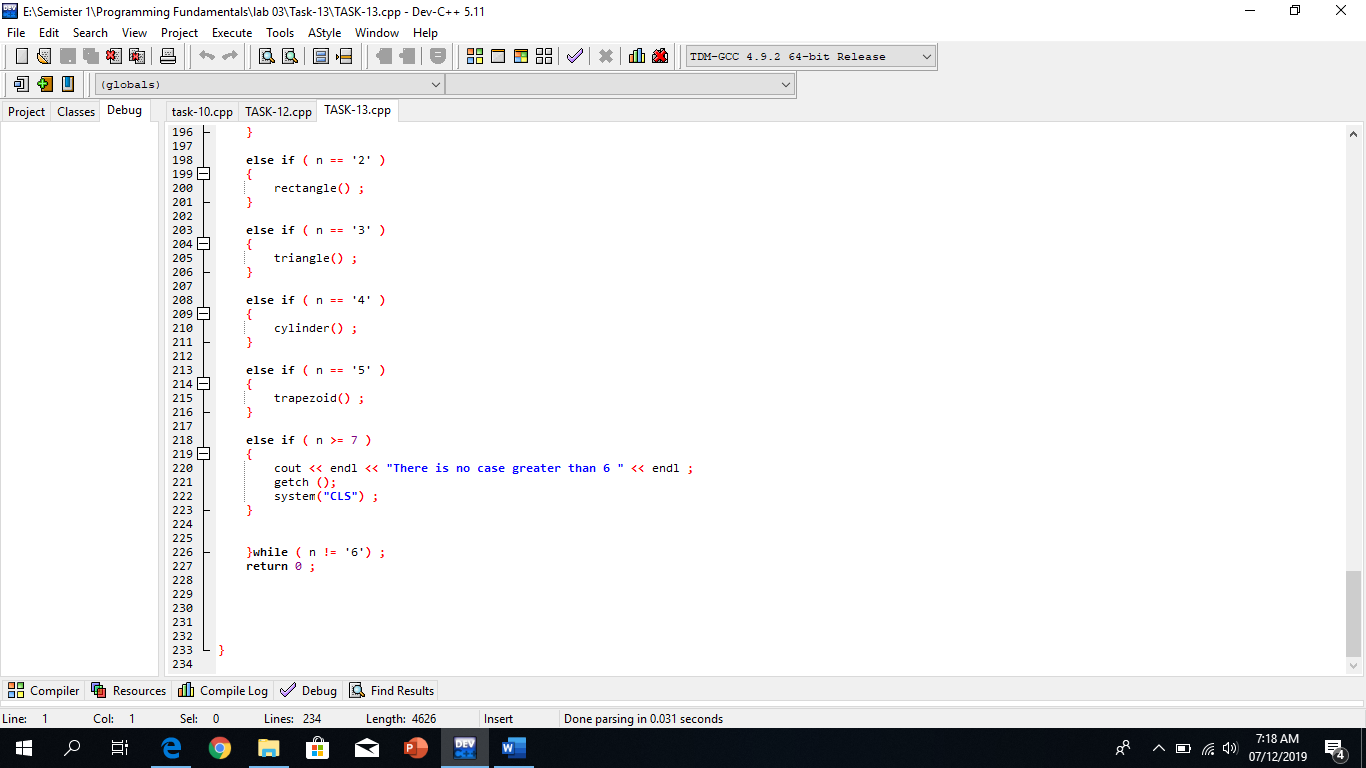 E:\Semister 1\Programming Fundamentals\lab 03\Task-13\TASK-13.cpp - Dev-C++ 5.11
File Edit Search View Project Execute Tools AStyle Window Help
TDM-GCC 4.9.2 64-bit Release
(globals)
Project Classes Debug task-10.cpp TASK-12.cpp TASK-13.cpp
196 }
197
198 else if ( n == '2' )
199 {
200 rectangle() ;
201 }
202
203 else if ( n == '3' )
204 {
205 triangle() ;
206 }
207
208 else if ( n == '4' )
209 {
210 cylinder() ;
211 }
212
213 else if ( n == '5' )
214 {
215 trapezoid() ;
216 }
217
218 else if ( n >= 7 )
219 {
220 cout << endl << "There is no case greater than 6 " << endl ;
221 getch ();
222 system("CLS") ;
223 }
224
225
226 }while ( n != '6') ;
227 return 0 ;
228
229
230
231
232
233 }
234
Compiler Resources Compile Log Debug Find Results
Line: 1 Col: 1 Sel: 0 Lines: 234 Length: 4626 Insert Done parsing in 0.031 seconds
7:18 AM
07/12/2019
4